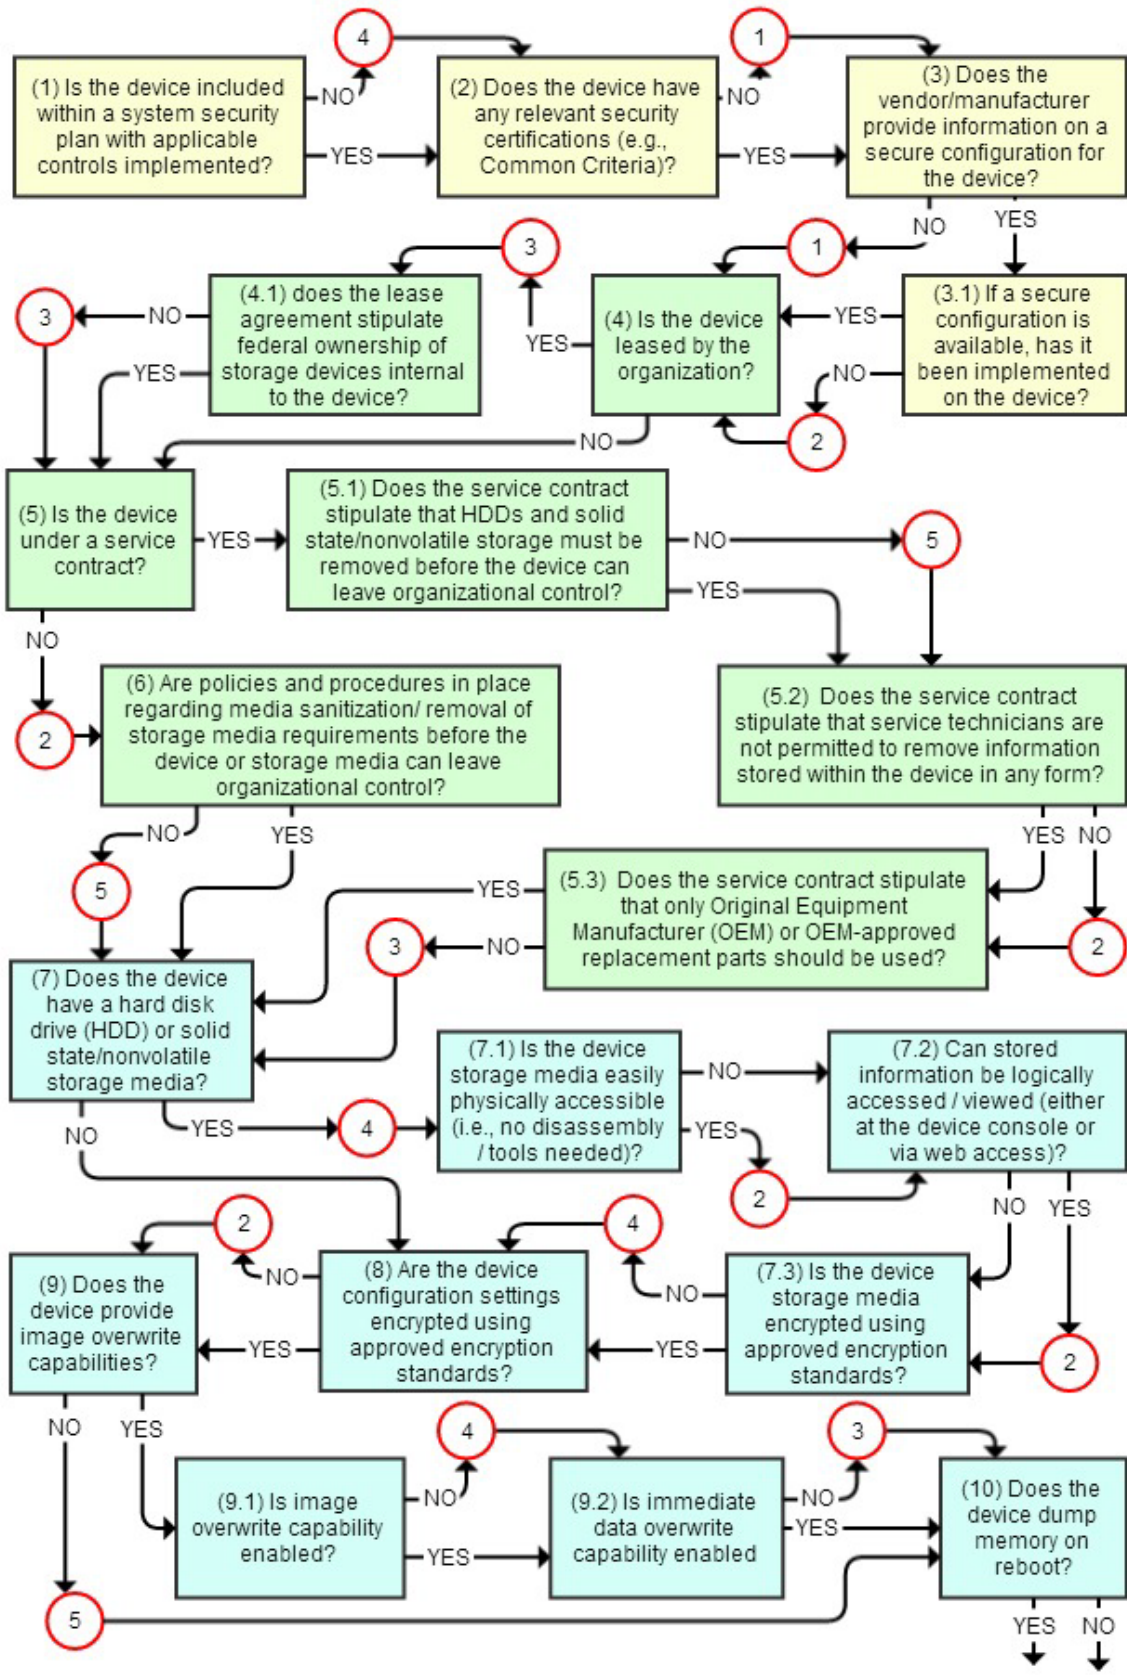 4
1
(1) Is the device included
within a system security
plan with applicable
controls implemented?
NO
YES
(2) Does the device have
any relevant security
certifications (e.g.,
Common Criteria)?
NO
YES
(3) Does the
vendor/manufacturer
provide information on a
secure configuration for
the device?
NO
YES
3
1
3
NO
YES
(4.1) does the lease
agreement stipulate
federal ownership of
storage devices internal
to the device?
YES
(4) Is the device
leased by the
organization?
YES
NO
(3.1) If a secure
configuration is
available, has it
been implemented
on the device?
2
NO
(5) Is the device
under a service
contract?
YES
(5.1) Does the service contract
stipulate that HDDs and solid
state/nonvolatile storage must be
removed before the device can
leave organizational control?
NO
YES
5
NO
2
(6) Are policies and procedures in place
regarding media sanitization/ removal of
storage media requirements before the
device or storage media can leave
organizational control?
(5.2) Does the service contract
stipulate that service technicians are
not permitted to remove information
stored within the device in any form?
NO
YES
YES
NO
5
YES
3
NO
(5.3) Does the service contract stipulate
that only Original Equipment
Manufacturer (OEM) or OEM-approved
replacement parts should be used?
2
(7) Does the device
have a hard disk
drive (HDD) or solid
state/nonvolatile
storage media?
NO
YES
4
(7.1) Is the device
storage media easily
physically accessible
(i.e., no disassembly
/ tools needed)?
NO
YES
2
(7.2) Can stored
information be logically
accessed / viewed (either
at the device console or
via web access)?
NO
YES
2
4
(9) Does the
device provide
image overwrite
capabilities?
NO
YES
(8) Are the device
configuration settings
encrypted using
approved encryption
standards?
NO
YES
(7.3) Is the device
storage media
encrypted using
approved encryption
standards?
2
NO
YES
4
3
(9.1) Is image
overwrite capability
enabled?
NO
YES
(9.2) Is immediate
data overwrite
capability enabled
NO
YES
(10) Does the
device dump
memory on
reboot?
5
YES
NO